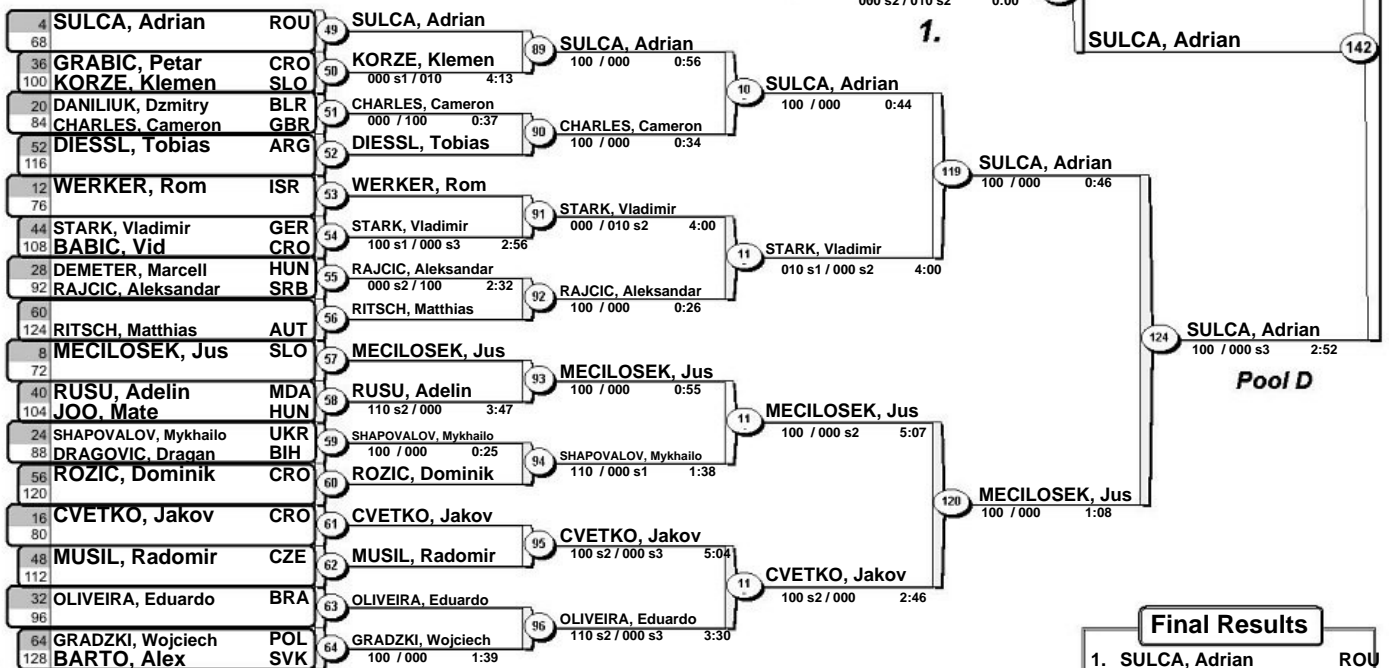 000 s2 / 010 s2 0:00
1.
SULCA, Adrian 142
4 SULCA, Adrian ROU 49 SULCA, Adrian
68
89 SULCA, Adrian
100 / 000 0:56
36 GRABIC, Petar CRO 50 KORZE, Klemen
100 KORZE, Klemen SLO 000 s1 / 010 4:13
10 SULCA, Adrian
100 / 000 0:44
20 DANILIUK, Dzmitry BLR 51 CHARLES, Cameron
84 CHARLES, Cameron GBR 000 / 100 0:37
90 CHARLES, Cameron
100 / 000 0:34
52 DIESSL, Tobias ARG 52 DIESSL, Tobias
116
119 SULCA, Adrian
100 / 000 0:46
12 WERKER, Rom ISR 53 WERKER, Rom
76
91 STARK, Vladimir
000 / 010 s2 4:00
44 STARK, Vladimir GER 54 STARK, Vladimir
108 BABIC, Vid CRO 100 s1 / 000 s3 2:56
11 STARK, Vladimir
010 s1 / 000 s2 4:00
28 DEMETER, Marcell HUN 55 RAJCIC, Aleksandar
92 RAJCIC, Aleksandar SRB 000 s2 / 100 2:32
92 RAJCIC, Aleksandar
100 / 000 0:26
60 56 RITSCH, Matthias
124 RITSCH, Matthias AUT
124 SULCA, Adrian
100 / 000 s3 2:52
Pool D
8 MECILOSEK, Jus SLO 57 MECILOSEK, Jus
72
93 MECILOSEK, Jus
100 / 000 0:55
40 RUSU, Adelin MDA 58 RUSU, Adelin
104 JOO, Mate HUN 110 s2 / 000 3:47
11 MECILOSEK, Jus
100 / 000 s2 5:07
24 SHAPOVALOV, Mykhailo UKR 59 SHAPOVALOV, Mykhailo
88 DRAGOVIC, Dragan BIH 100 / 000 0:25
94 SHAPOVALOV, Mykhailo
110 / 000 s1 1:38
56 ROZIC, Dominik CRO 60 ROZIC, Dominik
120
120 MECILOSEK, Jus
100 / 000 1:08
16 CVETKO, Jakov CRO 61 CVETKO, Jakov
80
95 CVETKO, Jakov
100 s2 / 000 s3 5:04
48 MUSIL, Radomir CZE 62 MUSIL, Radomir
112
11 CVETKO, Jakov
100 s2 / 000 2:46
32 OLIVEIRA, Eduardo BRA 63 OLIVEIRA, Eduardo
96
96 OLIVEIRA, Eduardo
110 s2 / 000 s3 3:30
64 GRADZKI, Wojciech POL 64 GRADZKI, Wojciech
128 BARTO, Alex SVK 100 / 000 1:39
Final Results
1. SULCA, Adrian ROU